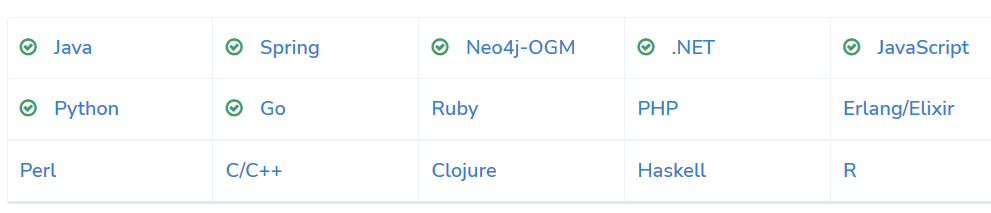 Java Spring Neo4j-OGM .NET JavaScript
Python Go Ruby PHP Erlang/Elixir
Perl C/C++ Clojure Haskell R